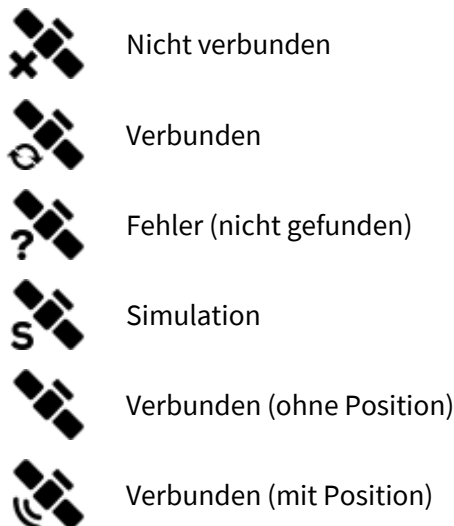 Nicht verbunden
Verbunden
? Fehler (nicht gefunden)
S Simulation
Verbunden (ohne Position)
Verbunden (mit Position)